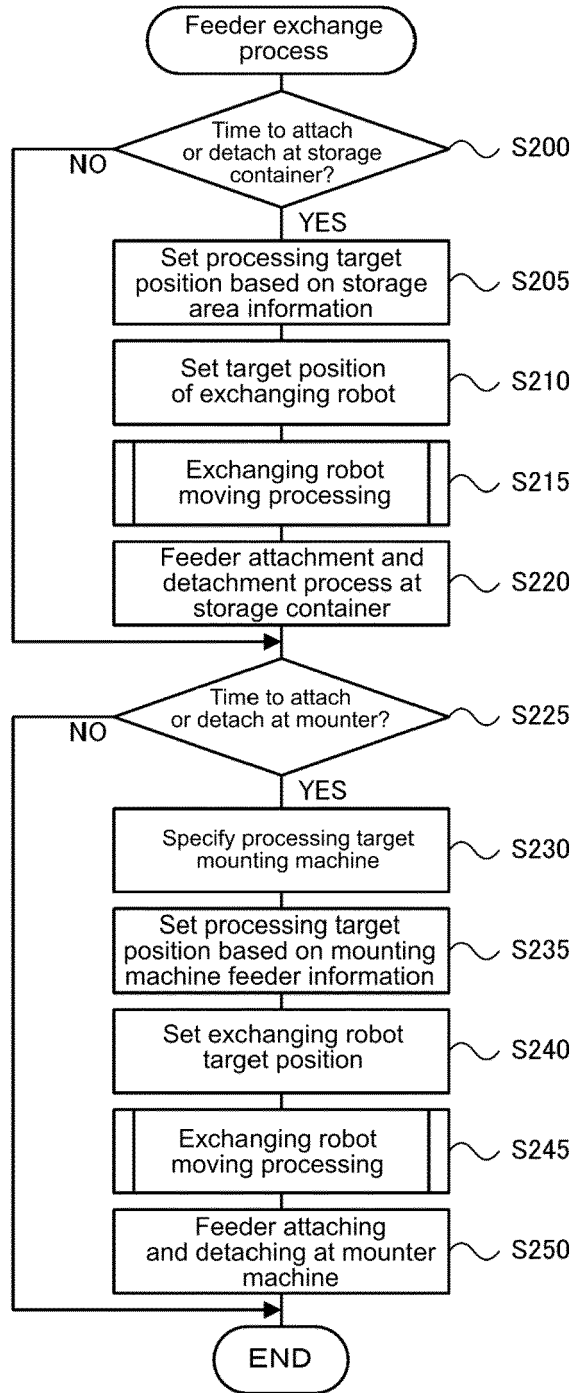 Feeder exchange
process
Time to attach
or detach at storage
container?
S200
NO
YES
Set processing target
position based on storage
area information
S205
Set target position
of exchanging robot
S210
Exchanging robot
moving processing
S215
Feeder attachment and
detachment process at
storage container
S220
Time to attach
or detach at mounter?
S225
NO
YES
Specify processing target
mounting machine
S230
Set processing target
position based on mounting
machine feeder information
S235
Set exchanging robot
target position
S240
Exchanging robot
moving processing
S245
Feeder attaching
and detaching at mounter
machine
S250
END